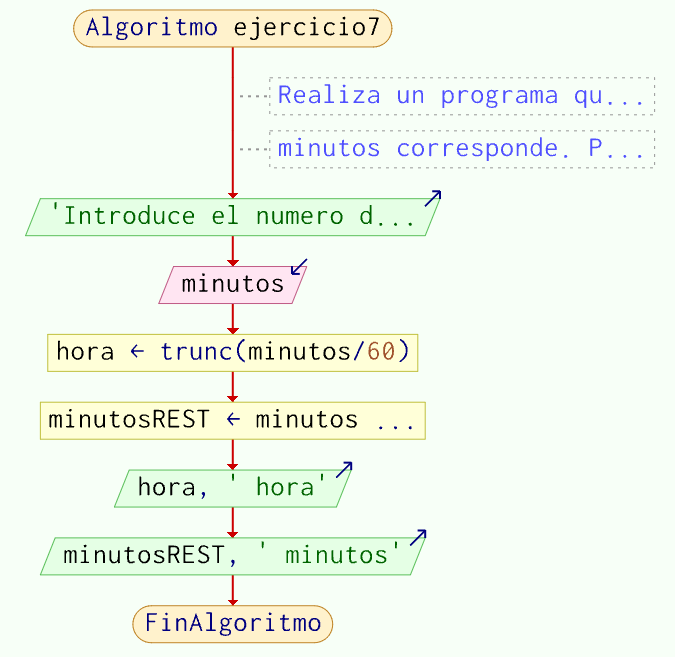 Algoritmo ejercicio7
Realiza un programa qu...
minutos corresponde. P...
'Introduce el numero d...
minutos
hora ← trunc(minutos/60)
minutosREST ← minutos ...
hora, ' hora'
minutosREST, ' minutos'
FinAlgoritmo